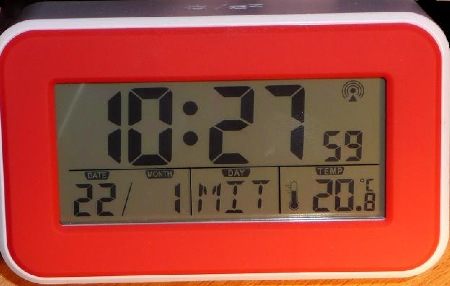 10:27 59
DATE MONTH DAY TEMP
22/ 1 MIT 20.8°C